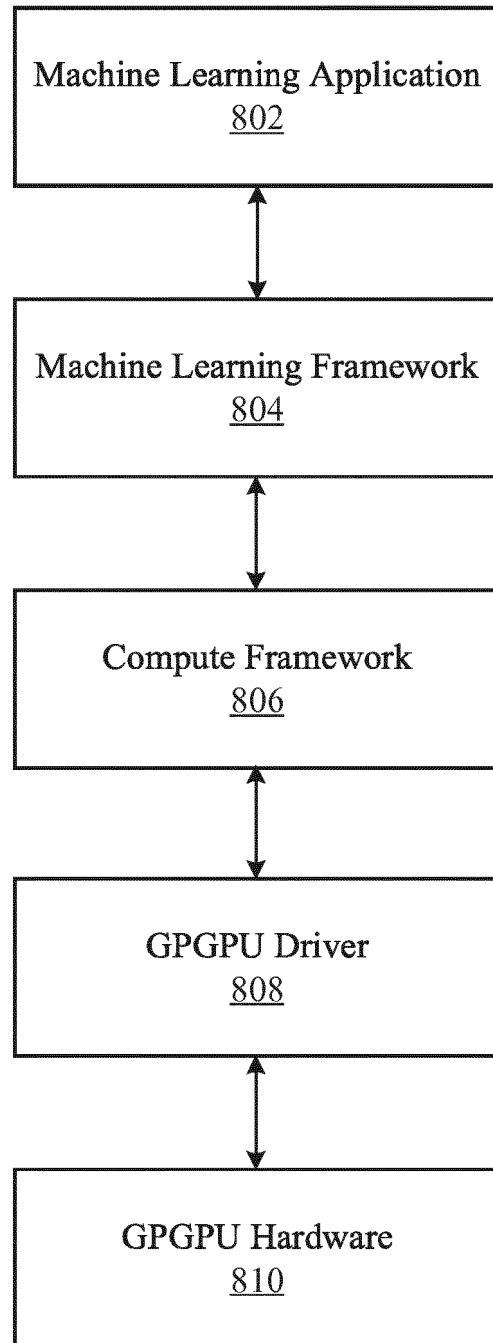 Machine Learning Application
802
Machine Learning Framework
804
Compute Framework
806
GPGPU Driver
808
GPGPU Hardware
810